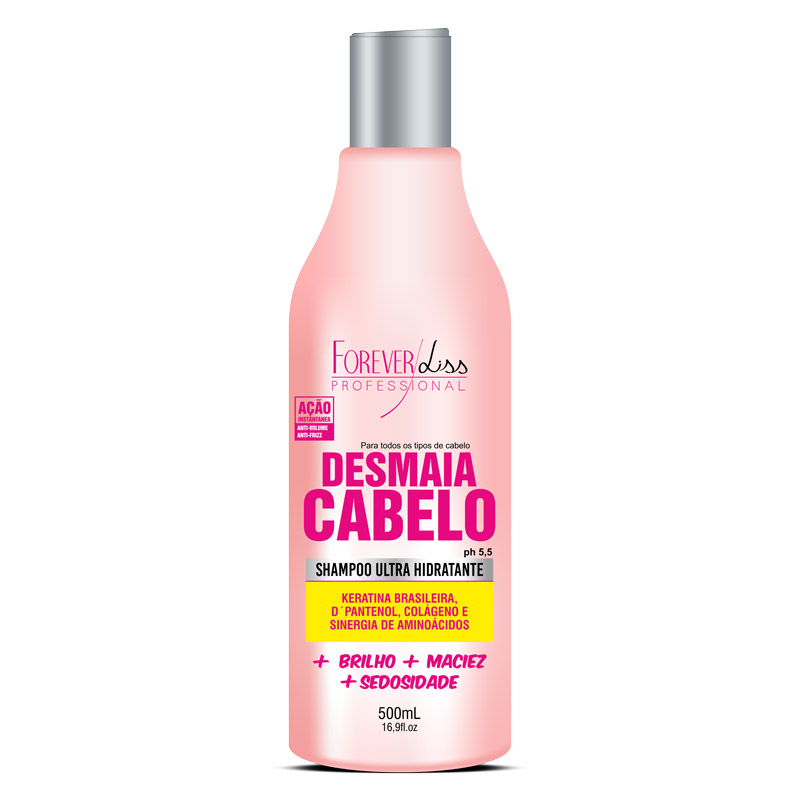 FOREVER Liss
PROFESSIONAL
AÇÃO
INSTANTANEA
ANTI-VOLUME
ANTI-FRIZZ
Para todos os tipos de cabelo
DESMAIA
CABELO
ph 5,5
SHAMPOO ULTRA HIDRATANTE
KERATINA BRASILEIRA,
D´PANTENOL, COLÁGENO E
SINERGIA DE AMINOÁCIDOS
+ BRILHO + MACIEZ
+ SEDOSIDADE
500mL
16,9fl.oz